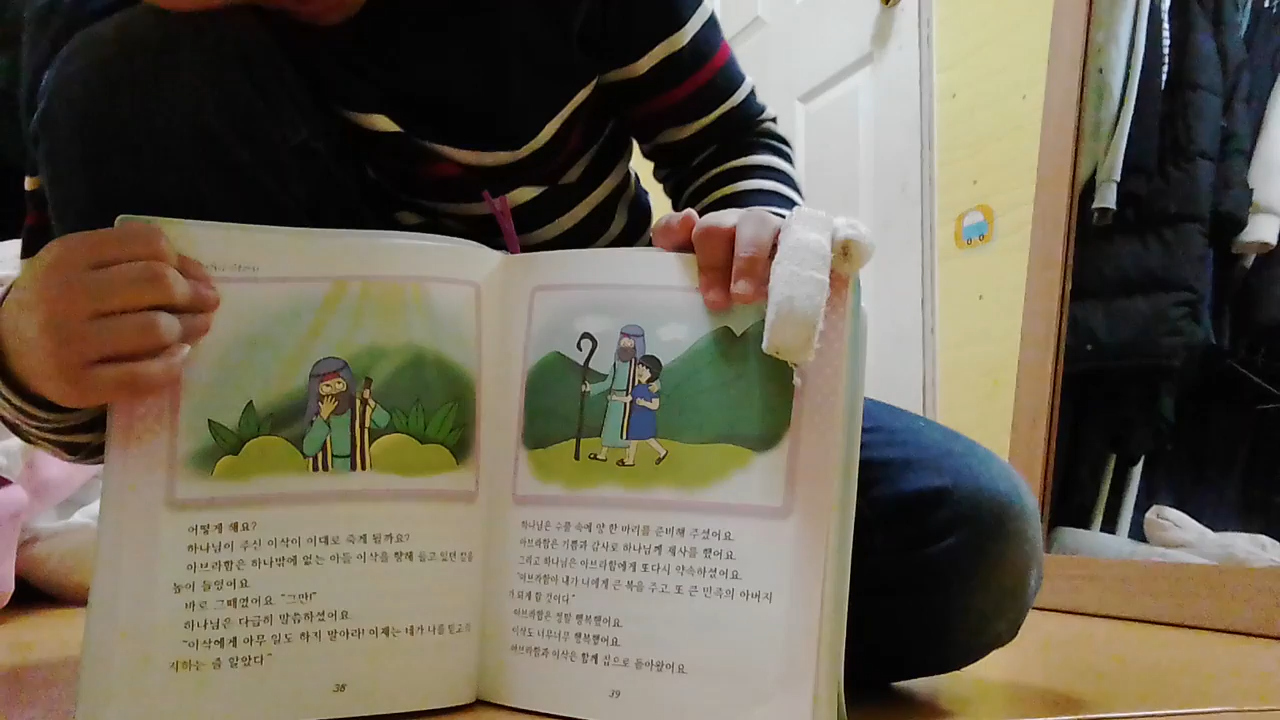 어떻게 해요?
하나님이 주신 이삭이 이대로 죽게 될까요?
아브라함은 하나밖에 없는 아들 이삭을 향해 들고 있던 칼을
높이 들었어요.
바로 그때였어요. "그만!"
하나님은 다급히 말씀하셨어요.
"이삭에게 아무 일도 하지 말아라! 이제는 네가 나를 믿고
지하는 줄 알았다"
38
하나님은 수풀 속에 양 한 마리를 준비해 주셨어요.
아브라함은 기쁨과 감사로 하나님께 제사를 했어요.
그리고 하나님은 아브라함에게 또다시 약속하셨어요.
"아브라함아 내가 너에게 큰 복을 주고, 또 큰 민족의 아버지
가 되게 할 것이다"
아브라함은 정말 행복했어요.
이삭도 너무너무 행복했어요.
아브라함과 이삭은 함께 집으로 돌아왔어요.
39